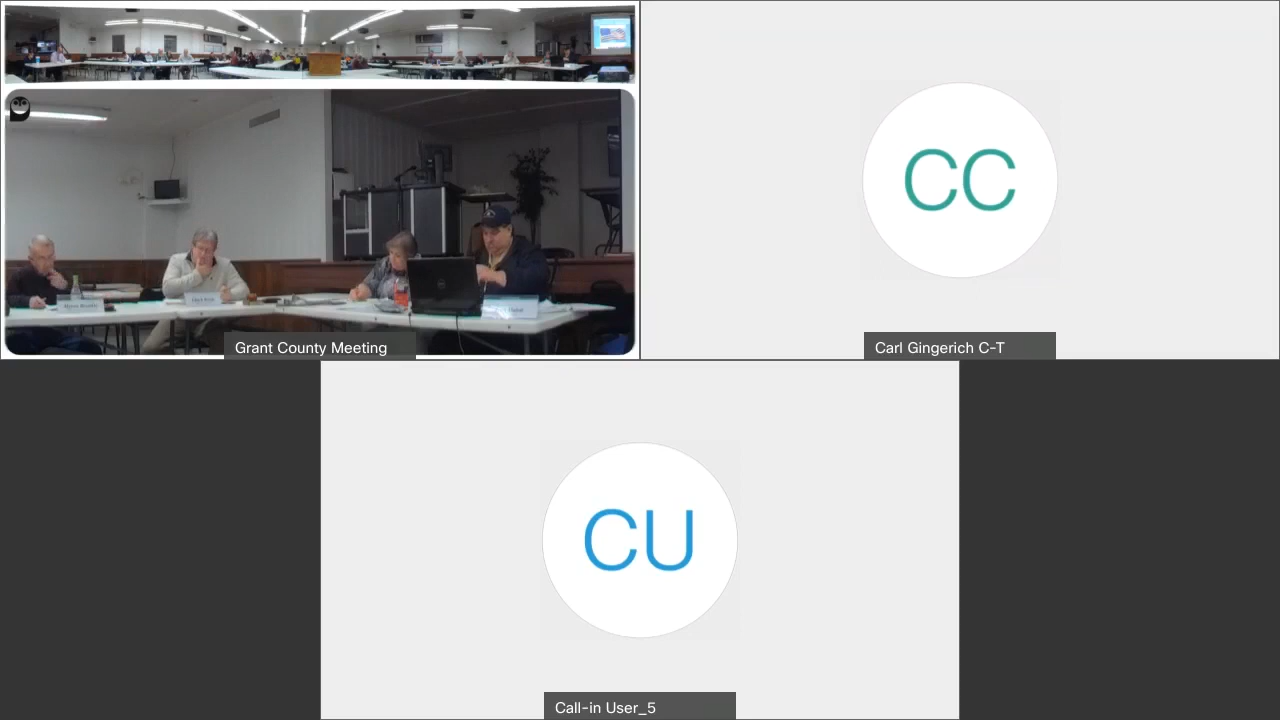 Grant County Meeting
CC
Carl Gingerich C-T
CU
Call-in User_5